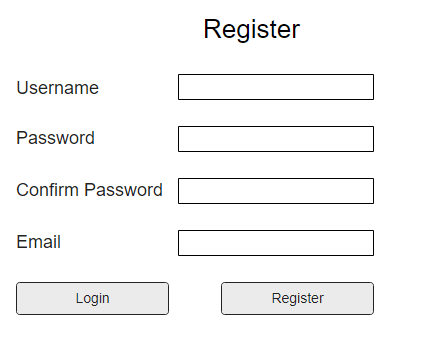 Register
Username
Password
Confirm Password
Email
Login Register